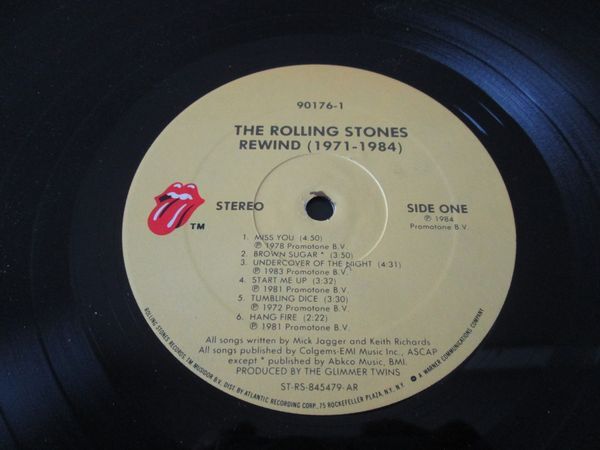 90176-1
THE ROLLING STONES
REWIND (1971-1984)
TM
STEREO
SIDE ONE
℗ 1984
Promotone B.V.
1. MISS YOU (4:50)
℗ 1978 Promotone B.V.
2. BROWN SUGAR * (3:50)
3. UNDERCOVER OF THE NIGHT (4:31)
℗ 1983 Promotone B.V.
4. START ME UP (3:32)
℗ 1981 Promotone B.V.
5. TUMBLING DICE (3:30)
℗ 1972 Promotone B.V.
6. HANG FIRE (2:22)
℗ 1981 Promotone B.V.
All songs written by Mick Jagger and Keith Richards
All songs published by Colgems-EMI Music Inc., ASCAP
except * published by Abkco Music, BMI.
PRODUCED BY THE GLIMMER TWINS
ST-RS-845479-AR
ROLLING STONES RECORDS, TM MUSIDOR B.V. DIST. BY ATLANTIC RECORDING CORP., 75 ROCKEFELLER PLAZA, N.Y. N.Y. A WARNER COMMUNICATIONS COMPANY